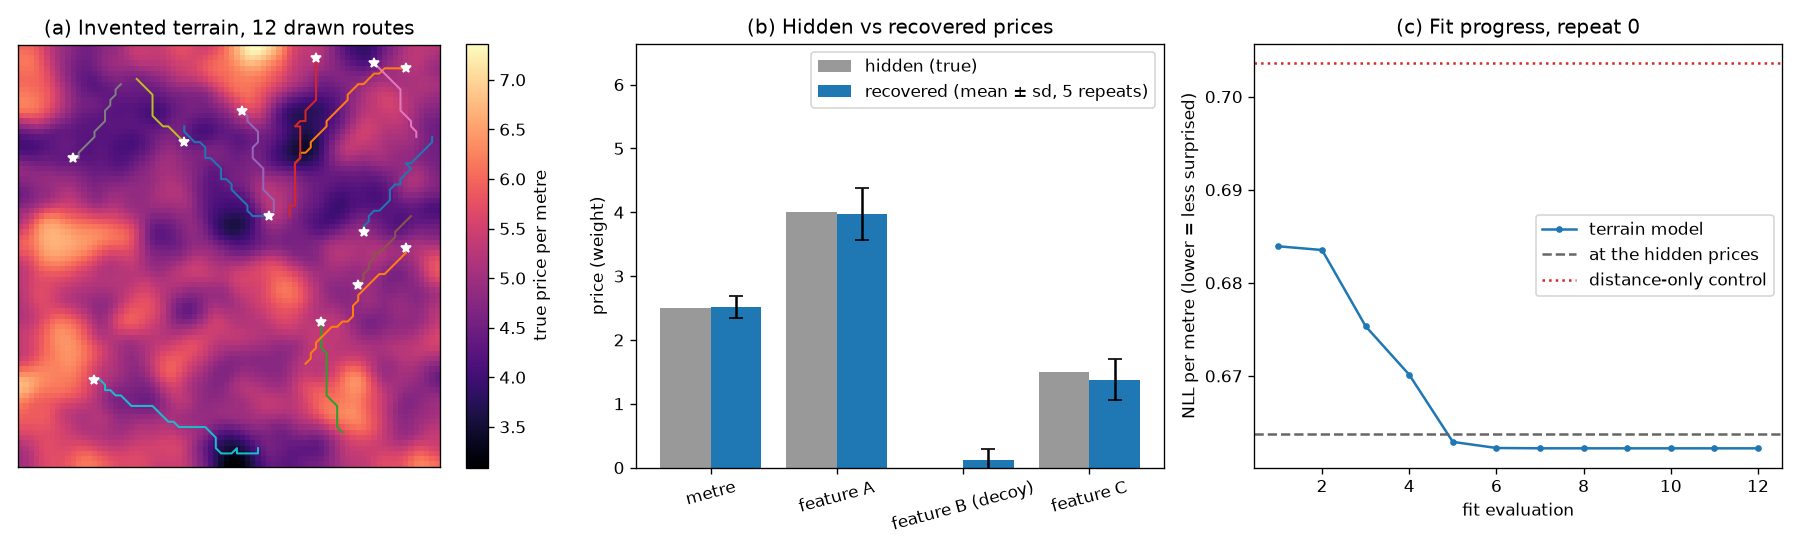 (a) Invented terrain, 12 drawn routes
7.0
6.5
6.0
5.5
5.0
4.5
4.0
3.5
true price per metre
(b) Hidden vs recovered prices
hidden (true)
recovered (mean ± sd, 5 repeats)
6
5
4
3
2
1
0
price (weight)
metre
feature A
feature B (decoy)
feature C
(c) Fit progress, repeat 0
0.70
0.69
0.68
0.67
NLL per metre (lower = less surprised)
terrain model
at the hidden prices
distance-only control
2
4
6
8
10
12
fit evaluation